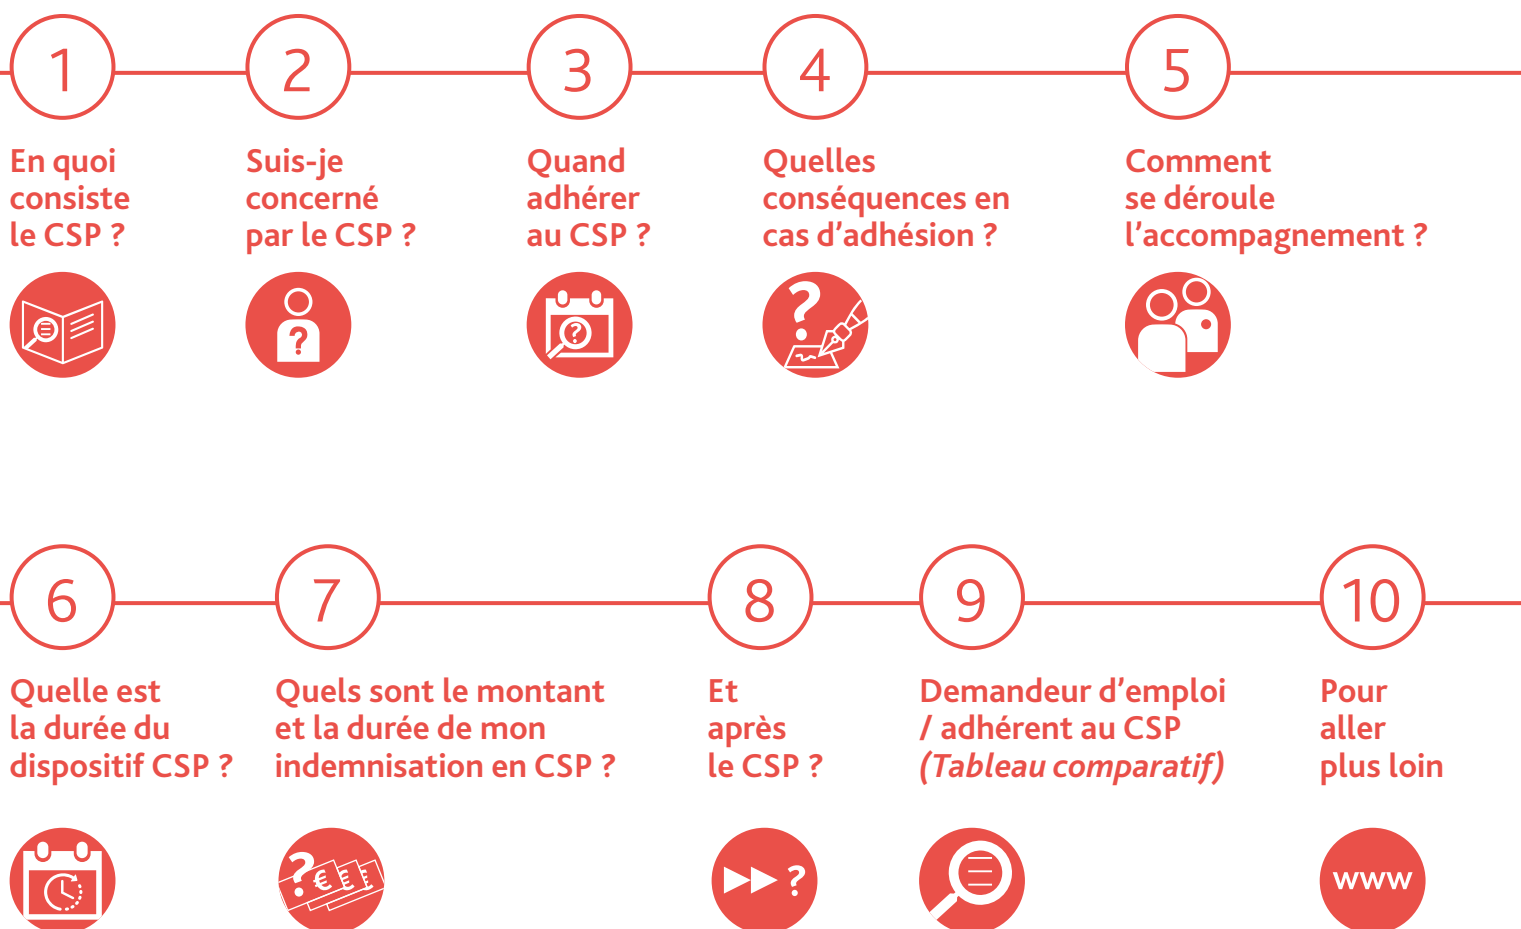 1
2
3
4
5
En quoi
consiste
le CSP ?
Suis-je
concerné
par le CSP ?
Quand
adhérer
au CSP ?
Quelles
conséquences en
cas d'adhésion ?
Comment
se déroule
l'accompagnement ?
?
?
?
6
7
8
9
10
Quelle est
la durée du
dispositif CSP ?
Quels sont le montant
et la durée de mon
indemnisation en CSP ?
Et
après
le CSP ?
Demandeur d'emploi
/ adhérent au CSP
(Tableau comparatif)
Pour
aller
plus loin
? € € €
?
www